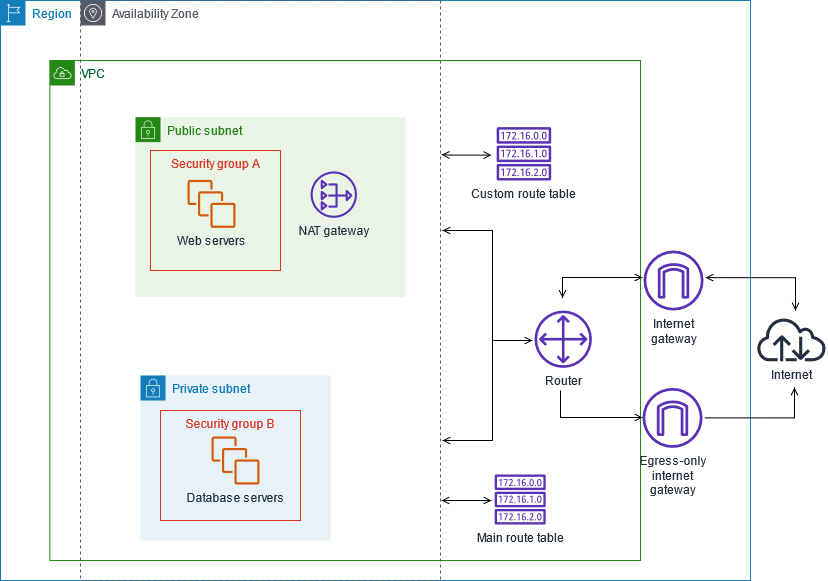 Region
Availability Zone
VPC
Public subnet
Security group A
Web servers
NAT gateway
172.16.0.0
172.16.1.0
172.16.2.0
Custom route table
Internet
gateway
Router
Internet
Private subnet
Security group B
Database servers
Egress-only
internet
gateway
172.16.0.0
172.16.1.0
172.16.2.0
Main route table